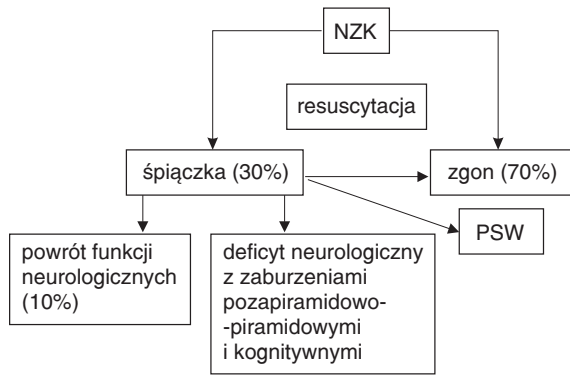 NZK
resuscytacja
śpiączka (30%)
zgon (70%)
PSW
powrót funkcji
neurologicznych
(10%)
deficyt neurologiczny
z zaburzeniami
pozapiramidowo-
-piramidowymi
i kognitywnymi